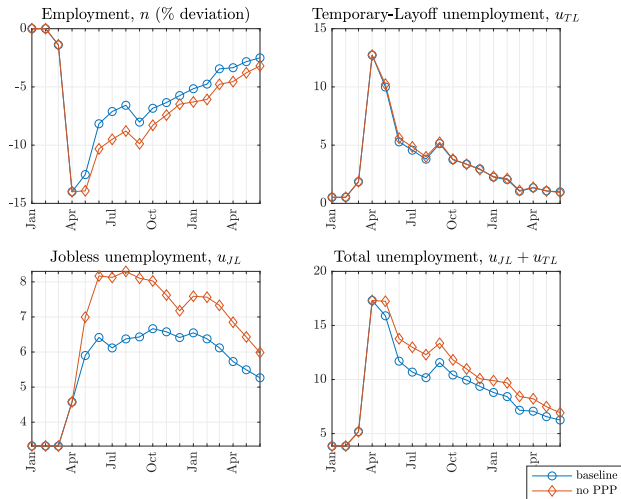 Employment, n (% deviation)
0
-5
-10
-15
Jan
Apr
Jul
Oct
Jan
Apr
Temporary-Layoff unemployment, u_TL
15
10
5
0
Jan
Apr
Jul
Oct
Jan
Apr
Jobless unemployment, u_JL
8
7
6
5
4
Jan
Apr
Jul
Oct
Jan
Apr
Total unemployment, u_JL + u_TL
20
15
10
5
Jan
Apr
Jul
Oct
Jan
Apr
baseline
no PPP